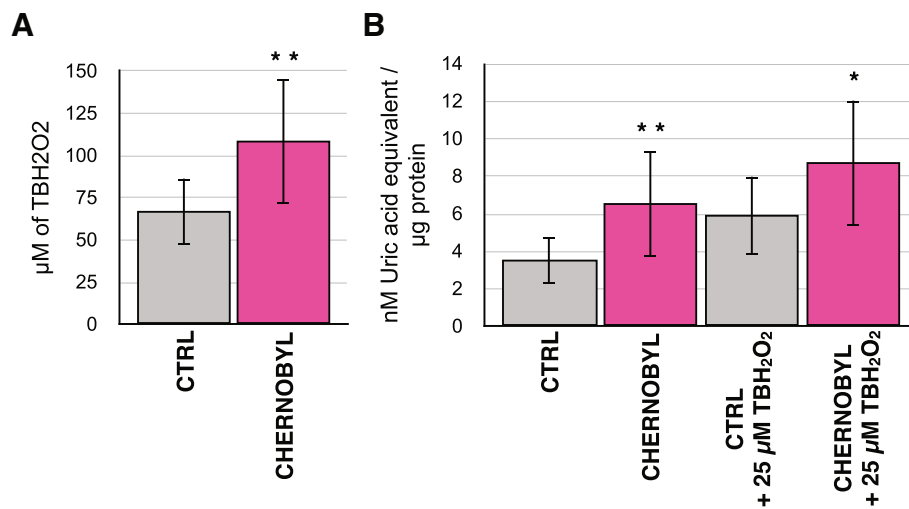 A
μM of TBH2O2
150
125
100
75
50
25
0
* *
CTRL
CHERNOBYL
B
nM Uric acid equivalent /
μg protein
14
12
10
8
6
4
2
0
* *
*
CTRL
CHERNOBYL
CTRL
+ 25 μM TBH₂O₂
CHERNOBYL
+ 25 μM TBH₂O₂